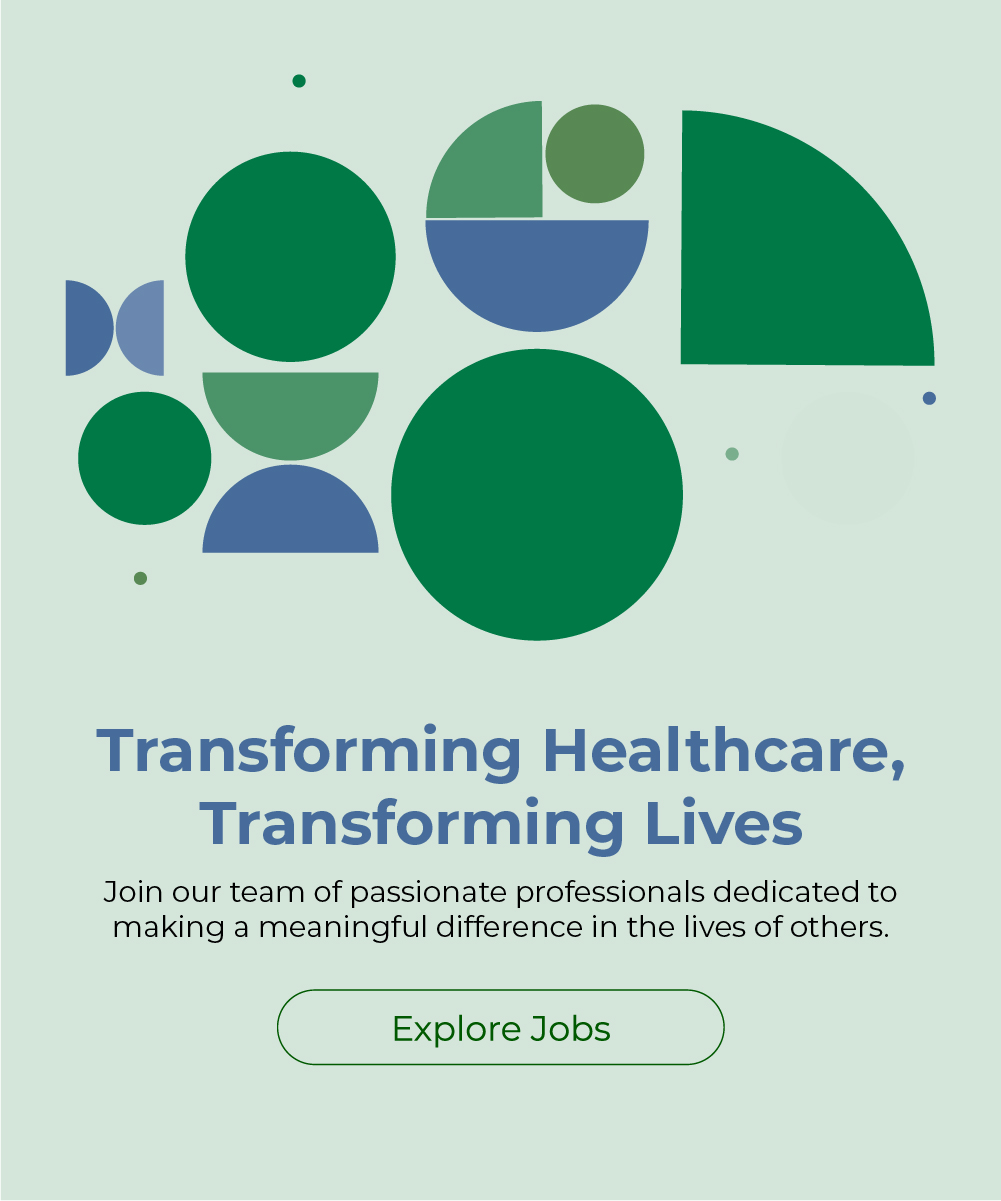 Transforming Healthcare,
Transforming Lives
Join our team of passionate professionals dedicated to
making a meaningful difference in the lives of others.
Explore Jobs